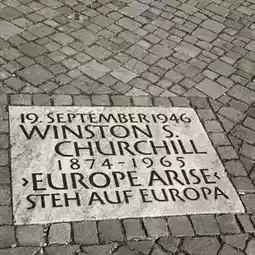 19. SEPTEMBER 1946
WINSTON S.
CHURCHILL
1874-1965
›EUROPE ARISE‹
STEH AUF EUROPA